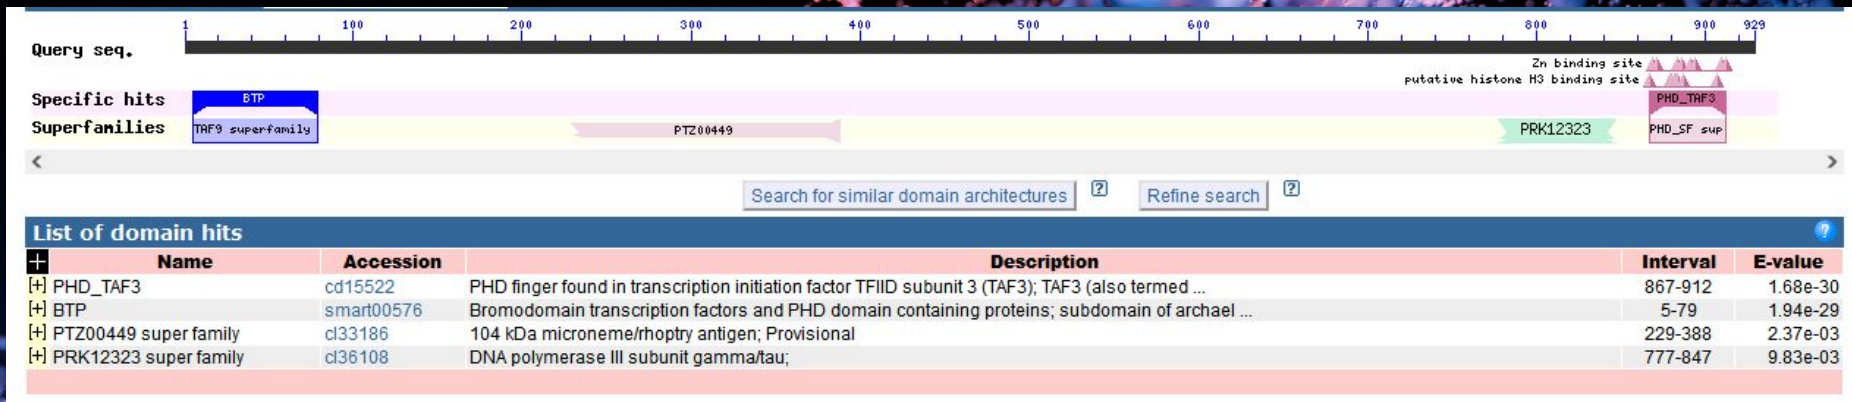 1 100 200 300 400 500 600 700 800 900 929
Query seq.
Zn binding site
putative histone H3 binding site
Specific hits BTP PHD_TAF3
Superfamilies TAF9 superfamily PTZ00449 PRK12323 PHD_SF sup
< >
Search for similar domain architectures ? Refine search ?
List of domain hits ?
+ Name Accession Description Interval E-value
[+] PHD_TAF3 cd15522 PHD finger found in transcription initiation factor TFIID subunit 3 (TAF3); TAF3 (also termed ... 867-912 1.68e-30
[+] BTP smart00576 Bromodomain transcription factors and PHD domain containing proteins; subdomain of archael ... 5-79 1.94e-29
[+] PTZ00449 super family cl33186 104 kDa microneme/rhoptry antigen; Provisional 229-388 2.37e-03
[+] PRK12323 super family cl36108 DNA polymerase III subunit gamma/tau; 777-847 9.83e-03